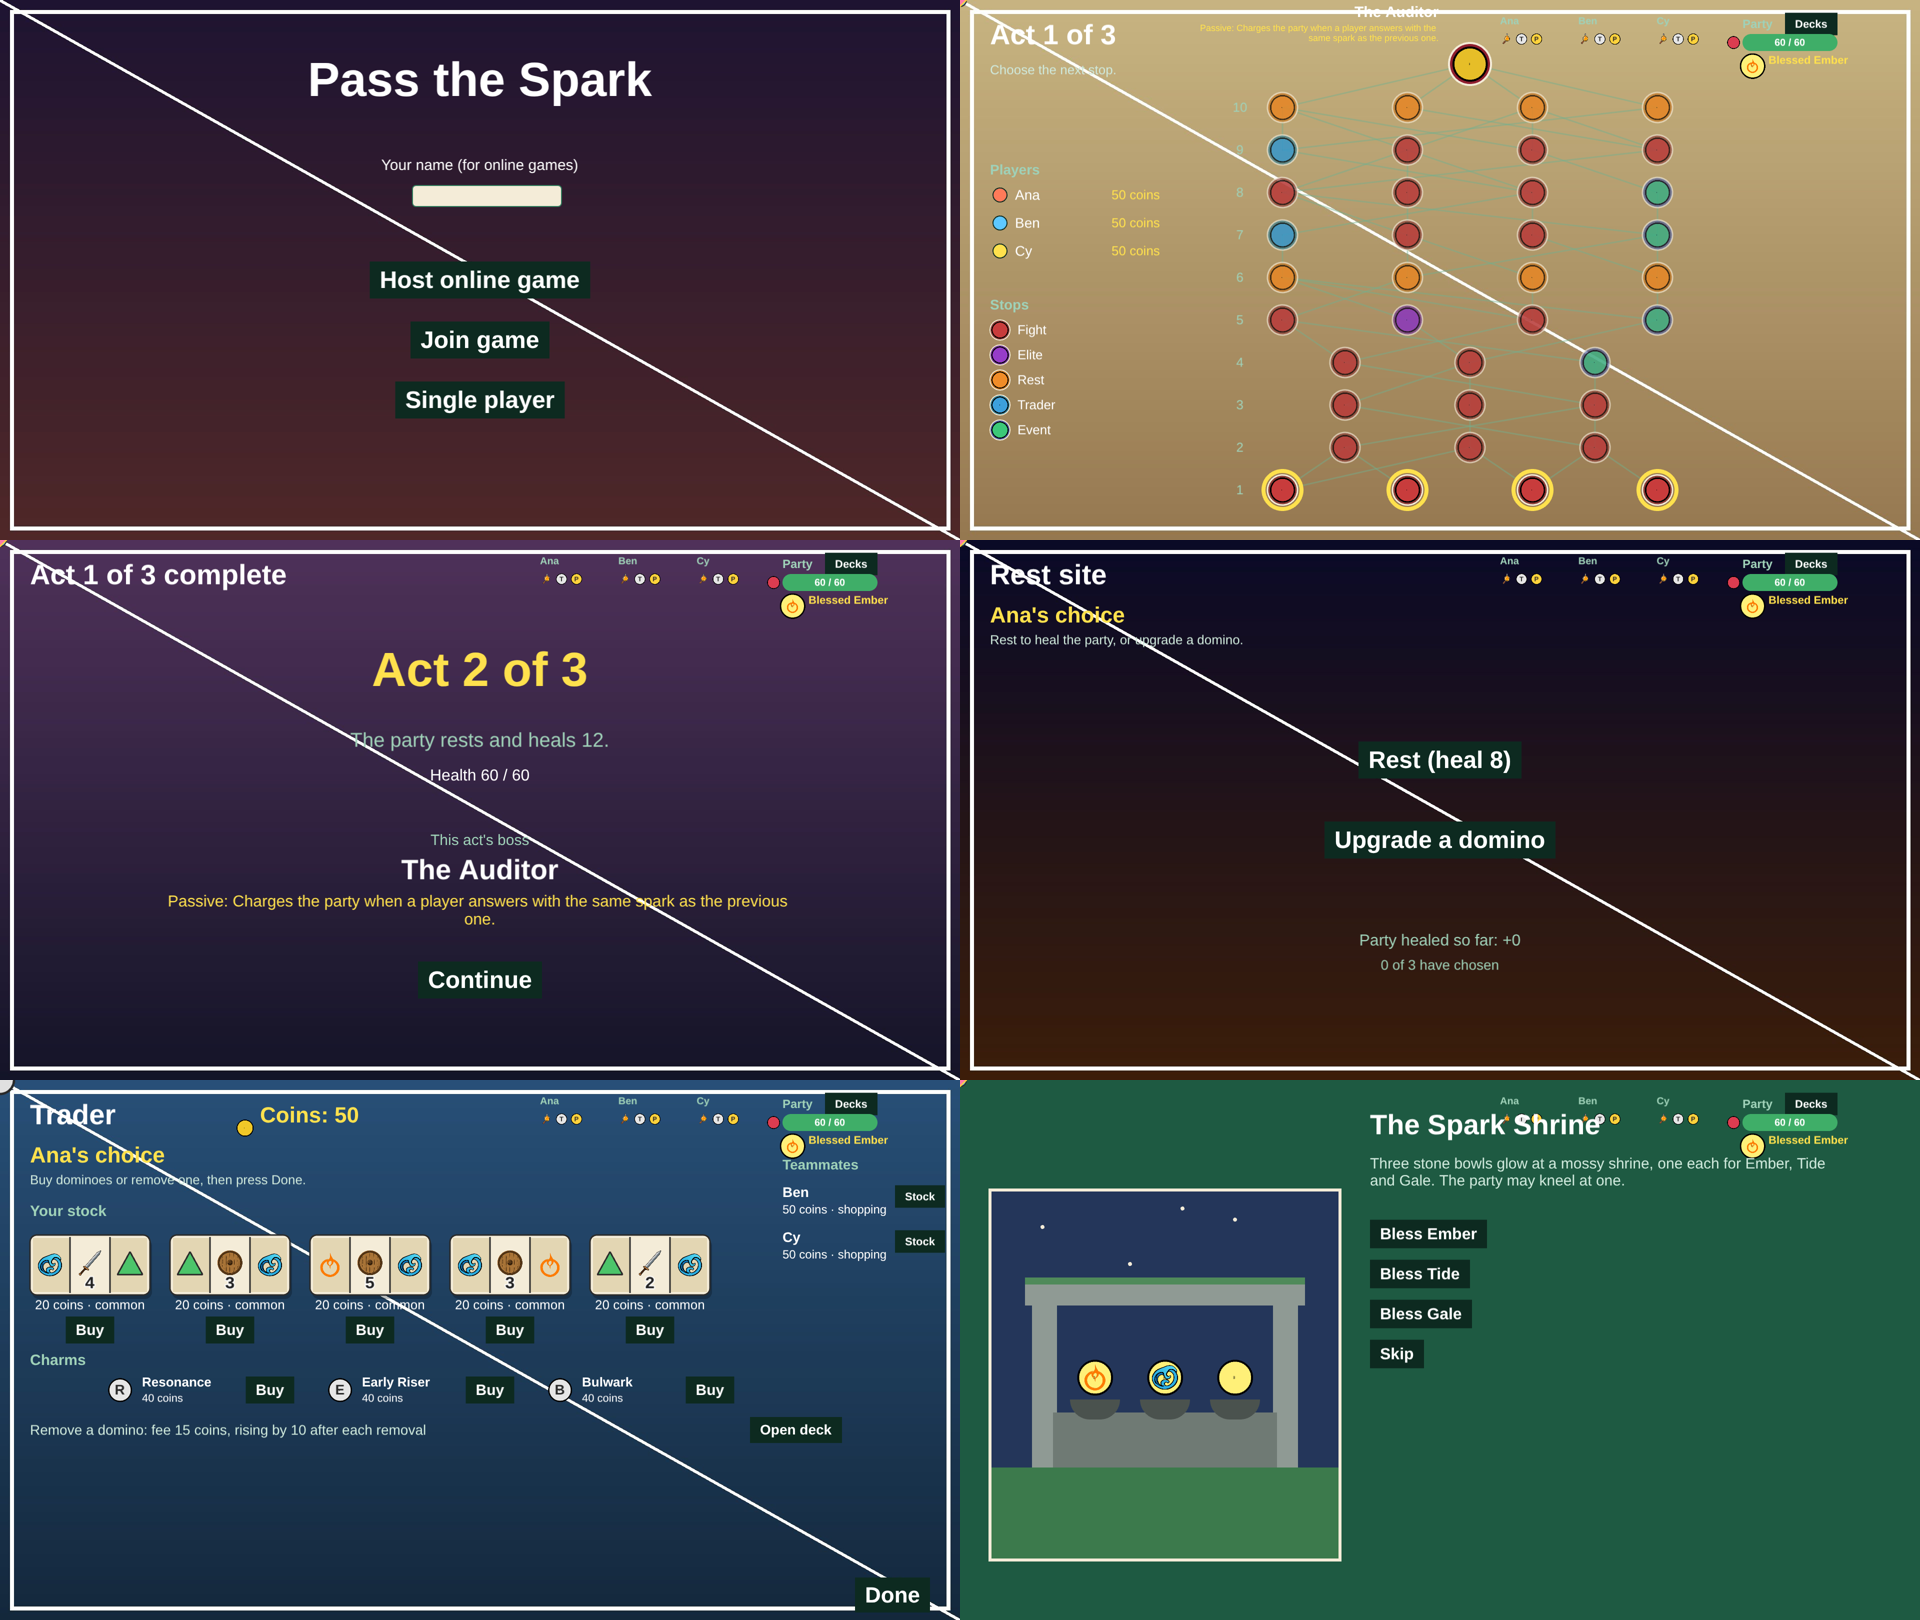 Pass the Spark
Your name (for online games)
Host online game
Join game
Single player
Act 1 of 3
Choose the next stop.
The Auditor
Passive: Charges the party when a player answers with the
same spark as the previous one.
Ana
Ben
Cy
T P
T P
T P
Party
Decks
60 / 60
Blessed Ember
Players
Ana 50 coins
Ben 50 coins
Cy 50 coins
Stops
Fight
Elite
Rest
Trader
Event
10
9
8
7
6
5
4
3
2
1
Act 1 of 3 complete
Ana
Ben
Cy
T P
T P
T P
Party
Decks
60 / 60
Blessed Ember
Act 2 of 3
The party rests and heals 12.
Health 60 / 60
This act's boss
The Auditor
Passive: Charges the party when a player answers with the same spark as the previous
one.
Continue
Rest site
Ana's choice
Rest to heal the party, or upgrade a domino.
Ana
Ben
Cy
T P
T P
T P
Party
Decks
60 / 60
Blessed Ember
Rest (heal 8)
Upgrade a domino
Party healed so far: +0
0 of 3 have chosen
Trader
Coins: 50
Ana
Ben
Cy
T P
T P
T P
Party
Decks
60 / 60
Blessed Ember
Ana's choice
Buy dominoes or remove one, then press Done.
Teammates
Ben
50 coins · shopping
Stock
Cy
50 coins · shopping
Stock
Your stock
4
3
5
3
2
20 coins · common
20 coins · common
20 coins · common
20 coins · common
20 coins · common
Buy
Buy
Buy
Buy
Buy
Charms
R
Resonance
40 coins
Buy
E
Early Riser
40 coins
Buy
B
Bulwark
40 coins
Buy
Remove a domino: fee 15 coins, rising by 10 after each removal
Open deck
Done
The Spark Shrine
Ana
Ben
Cy
P
T P
T P
Party
Decks
60 / 60
Blessed Ember
Three stone bowls glow at a mossy shrine, one each for Ember, Tide
and Gale. The party may kneel at one.
Bless Ember
Bless Tide
Bless Gale
Skip